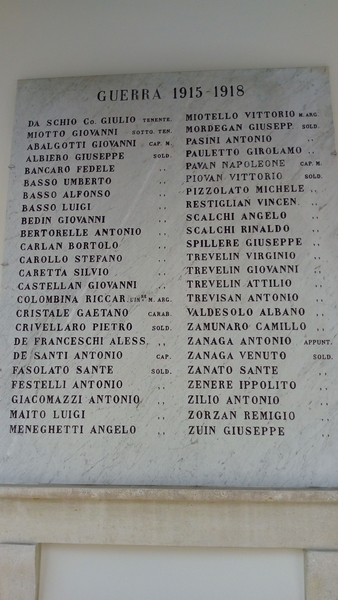 GUERRA 1915-1918
DA SCHIO Co. GIULIO TENENTE.
MIOTTO GIOVANNI SOTTO. TEN.
ABALGOTTI GIOVANNI CAP. M.
ALBIERO GIUSEPPE SOLD.
BANCARO FEDELE ,,
BASSO UMBERTO ,,
BASSO ALFONSO ,,
BASSO LUIGI ,,
BEDIN GIOVANNI ,,
BERTORELLE ANTONIO ,,
CARLAN BORTOLO ,,
CAROLLO STEFANO ,,
CARETTA SILVIO ,,
CASTELLAN GIOVANNI ,,
COLOMBINA RICCAR. M. ARG.
CRISTALE GAETANO CARAB.
CRIVELLARO PIETRO SOLD.
DE FRANCESCHI ALESS. ,,
DE SANTI ANTONIO CAP.
FASOLATO SANTE SOLD.
FESTELLI ANTONIO ,,
GIACOMAZZI ANTONIO ,,
MAITO LUIGI ,,
MENEGHETTI ANGELO ,,
MIOTELLO VITTORIO M. ARG.
MORDEGAN GIUSEPP. SOLD.
PASINI ANTONIO ,,
PAULETTO GIROLAMO ,,
PAVAN NAPOLEONE CAP. M.
PIOVAN VITTORIO SOLD.
PIZZOLATO MICHELE ,,
RESTIGLIAN VINCEN. ,,
SCALCHI ANGELO ,,
SCALCHI RINALDO ,,
SPILLERE GIUSEPPE ,,
TREVELIN VIRGINIO ,,
TREVELIN GIOVANNI ,,
TREVELIN ATTILIO ,,
TREVISAN ANTONIO ,,
VALDESOLO ALBANO ,,
ZAMUNARO CAMILLO ,,
ZANAGA ANTONIO APPUNT.
ZANAGA VENUTO SOLD.
ZANATO SANTE ,,
ZENERE IPPOLITO ,,
ZILIO ANTONIO ,,
ZORZAN REMIGIO ,,
ZUIN GIUSEPPE ,,